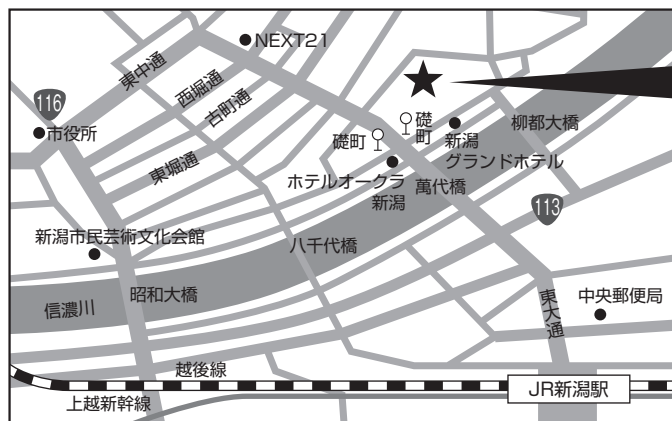 NEXT21
116
東中通
西堀通
古町通
東堀通
市役所
礎町
礎町
新潟
グランドホテル
柳都大橋
ホテルオークラ
新潟
萬代橋
113
新潟市民芸術文化会館
八千代橋
昭和大橋
信濃川
東大通
中央郵便局
越後線
JR新潟駅
上越新幹線